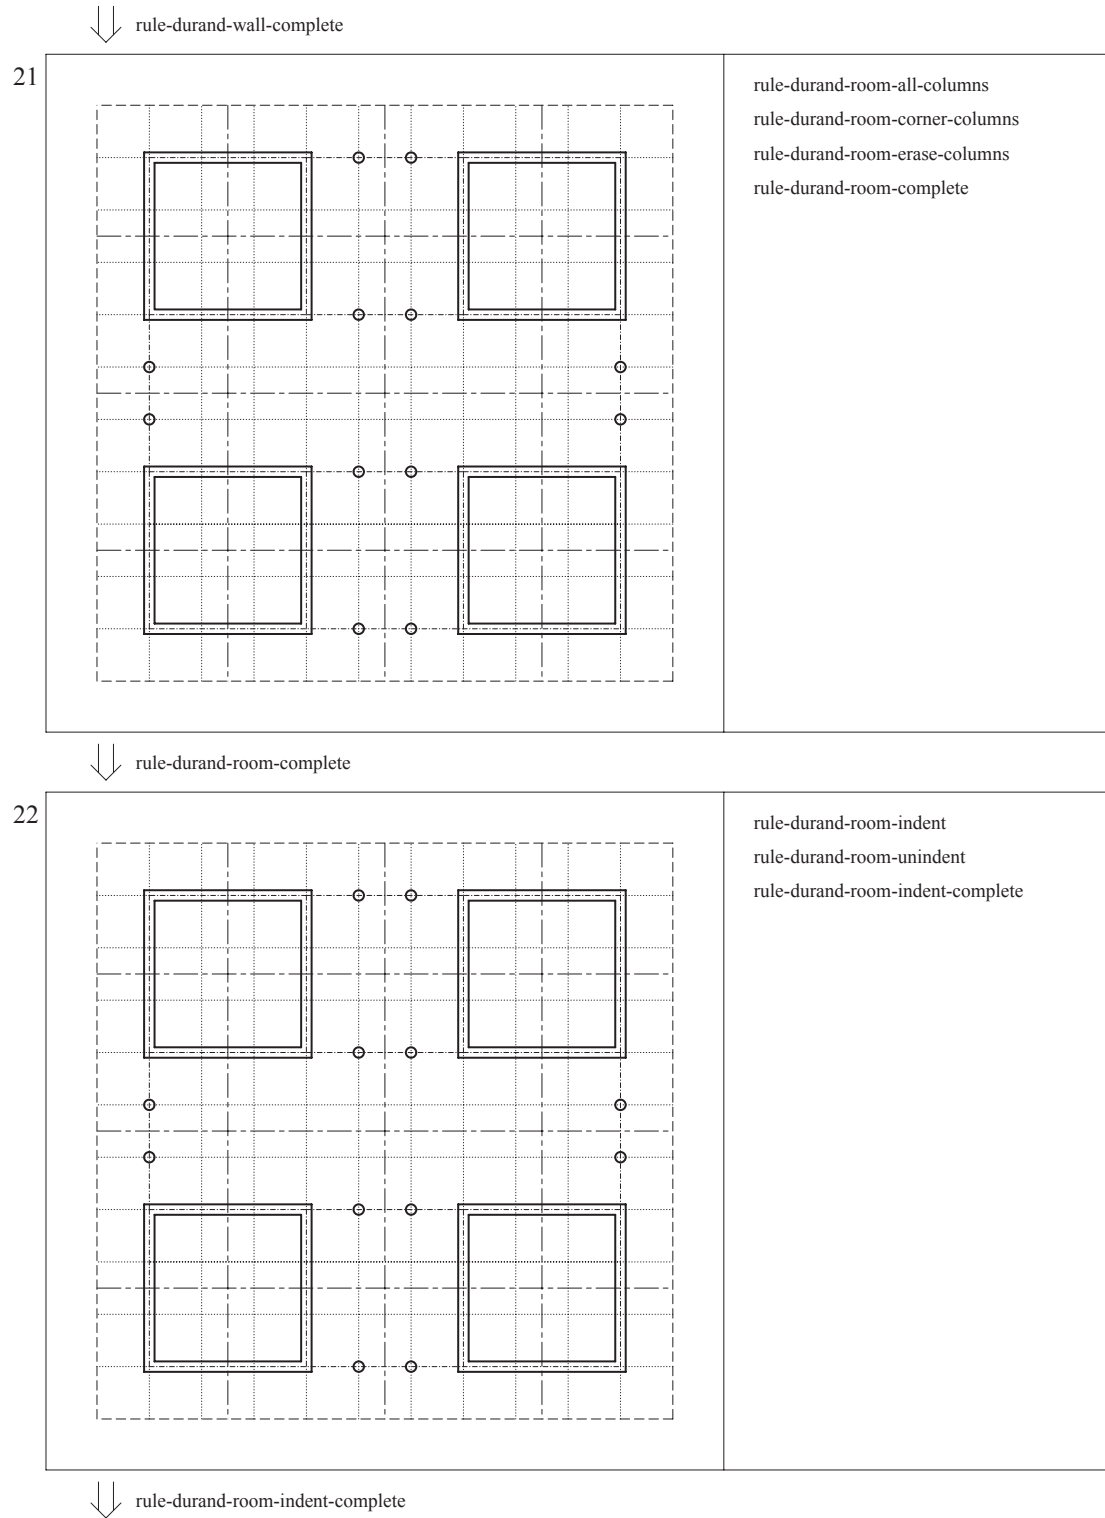 rule-durand-wall-complete
21
rule-durand-room-all-columns
rule-durand-room-corner-columns
rule-durand-room-erase-columns
rule-durand-room-complete
rule-durand-room-complete
22
rule-durand-room-indent
rule-durand-room-unindent
rule-durand-room-indent-complete
rule-durand-room-indent-complete